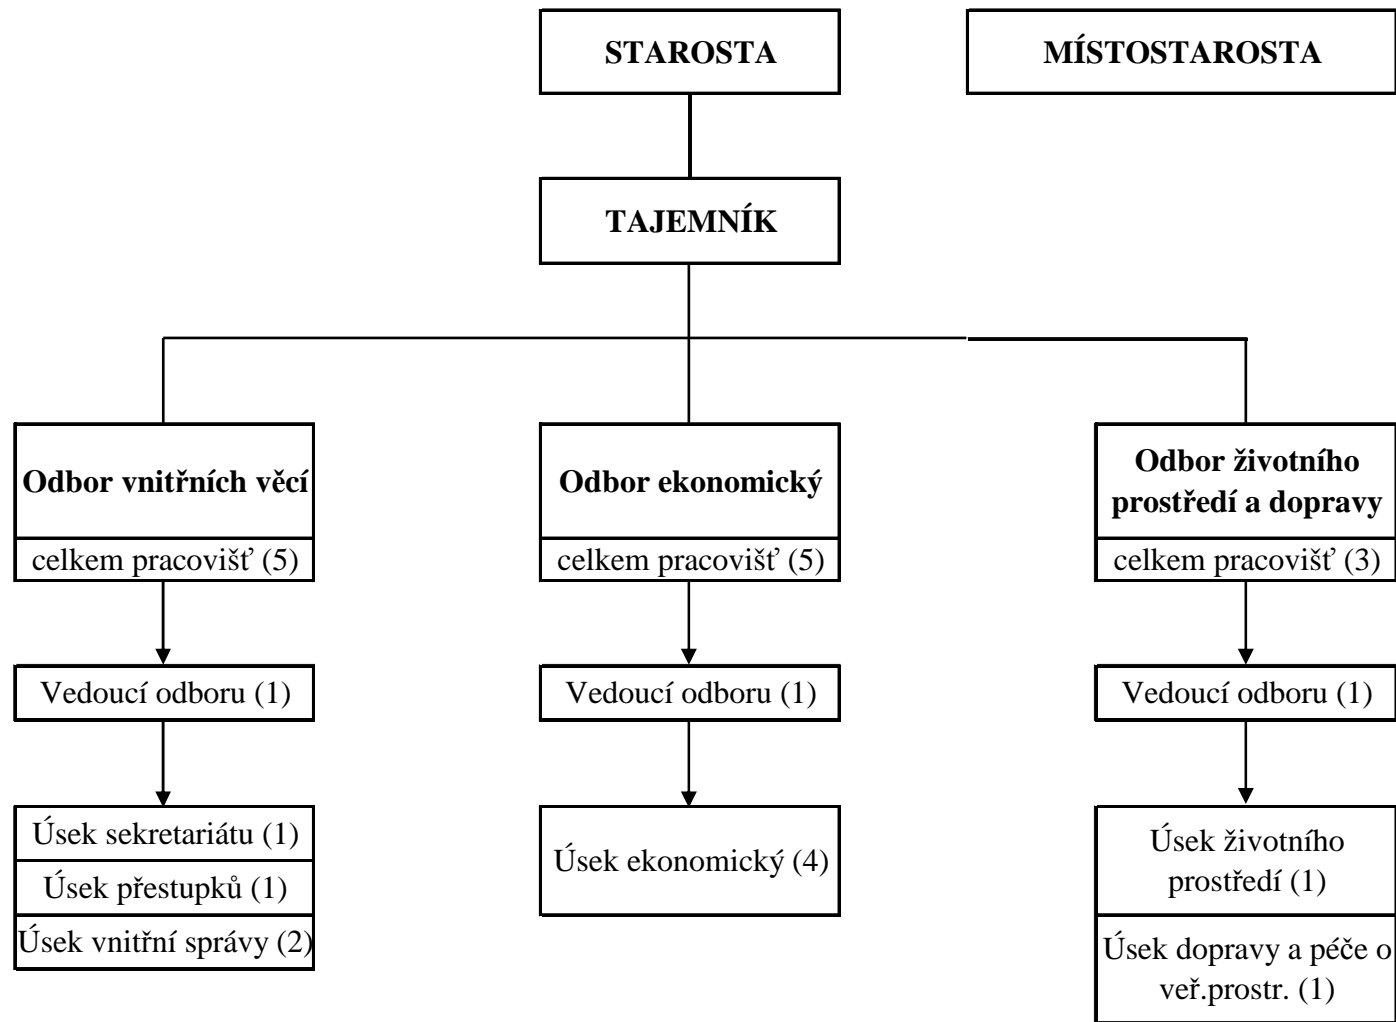 STAROSTA
MÍSTOSTAROSTA
TAJEMNÍK
Odbor vnitřních věcí
celkem pracovišť (5)
Vedoucí odboru (1)
Úsek sekretariátu (1)
Úsek přestupků (1)
Úsek vnitřní správy (2)
Odbor ekonomický
celkem pracovišť (5)
Vedoucí odboru (1)
Úsek ekonomický (4)
Odbor životního
prostředí a dopravy
celkem pracovišť (3)
Vedoucí odboru (1)
Úsek životního
prostředí (1)
Úsek dopravy a péče o
veř.prostr. (1)